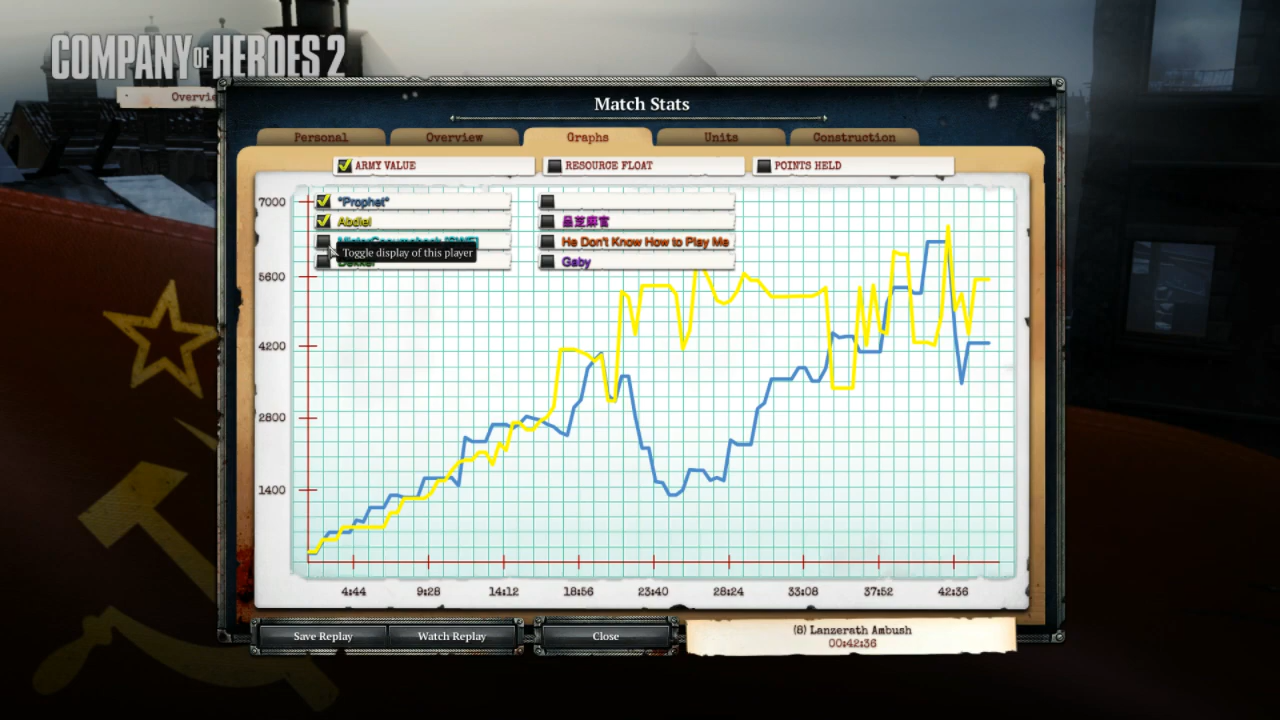 COMPANY OF HEROES 2
Match Stats
Personal Overview Graphs Units Construction
ARMY VALUE RESOURCE FLOAT POINTS HELD
"Prophet"
Abdiel 呈芝麻官
He Don't Know How to Play Me
Toggle display of this player
Gaby
7000
5600
4200
2800
1400
4:44 9:28 14:12 18:56 23:40 28:24 33:08 37:52 42:36
Save Replay Watch Replay Close
(8) Lanzerath Ambush
00:42:36